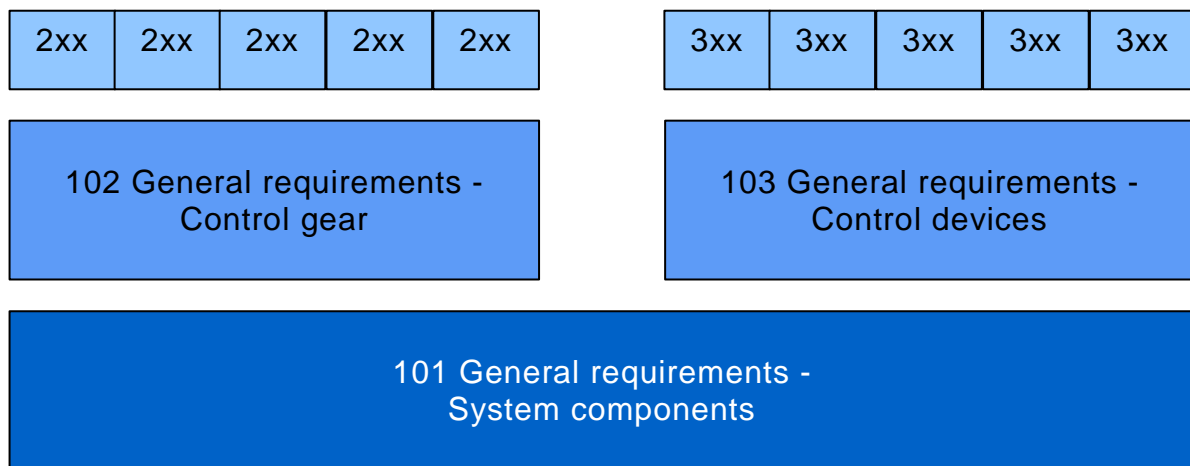 2xx 2xx 2xx 2xx 2xx 3xx 3xx 3xx 3xx 3xx
102 General requirements -
Control gear
103 General requirements -
Control devices
101 General requirements -
System components